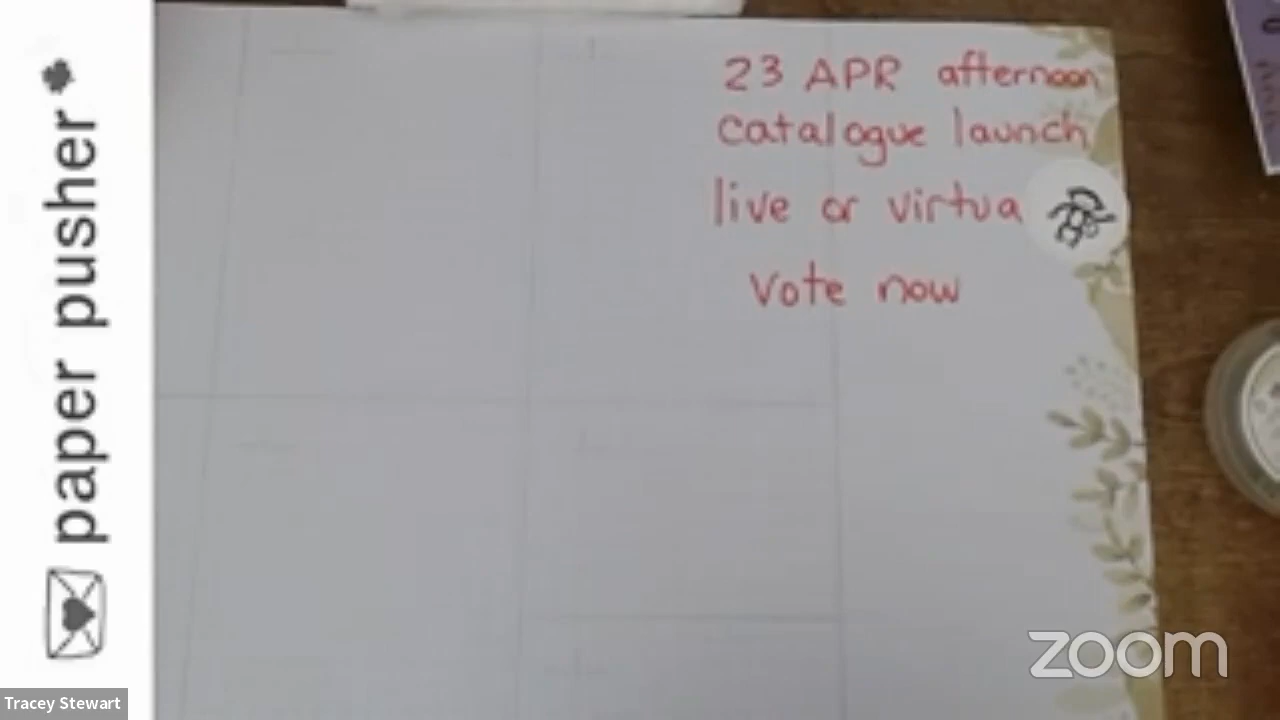 paper pusher
23 APR afternoon
catalogue launch
live or virtua
vote now
zoom
Tracey Stewart